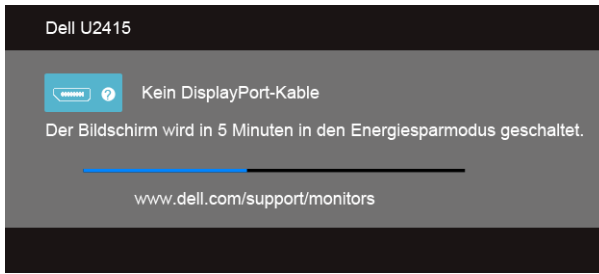 Dell U2415
Kein DisplayPort-Kable
Der Bildschirm wird in 5 Minuten in den Energiesparmodus geschaltet.
www.dell.com/support/monitors